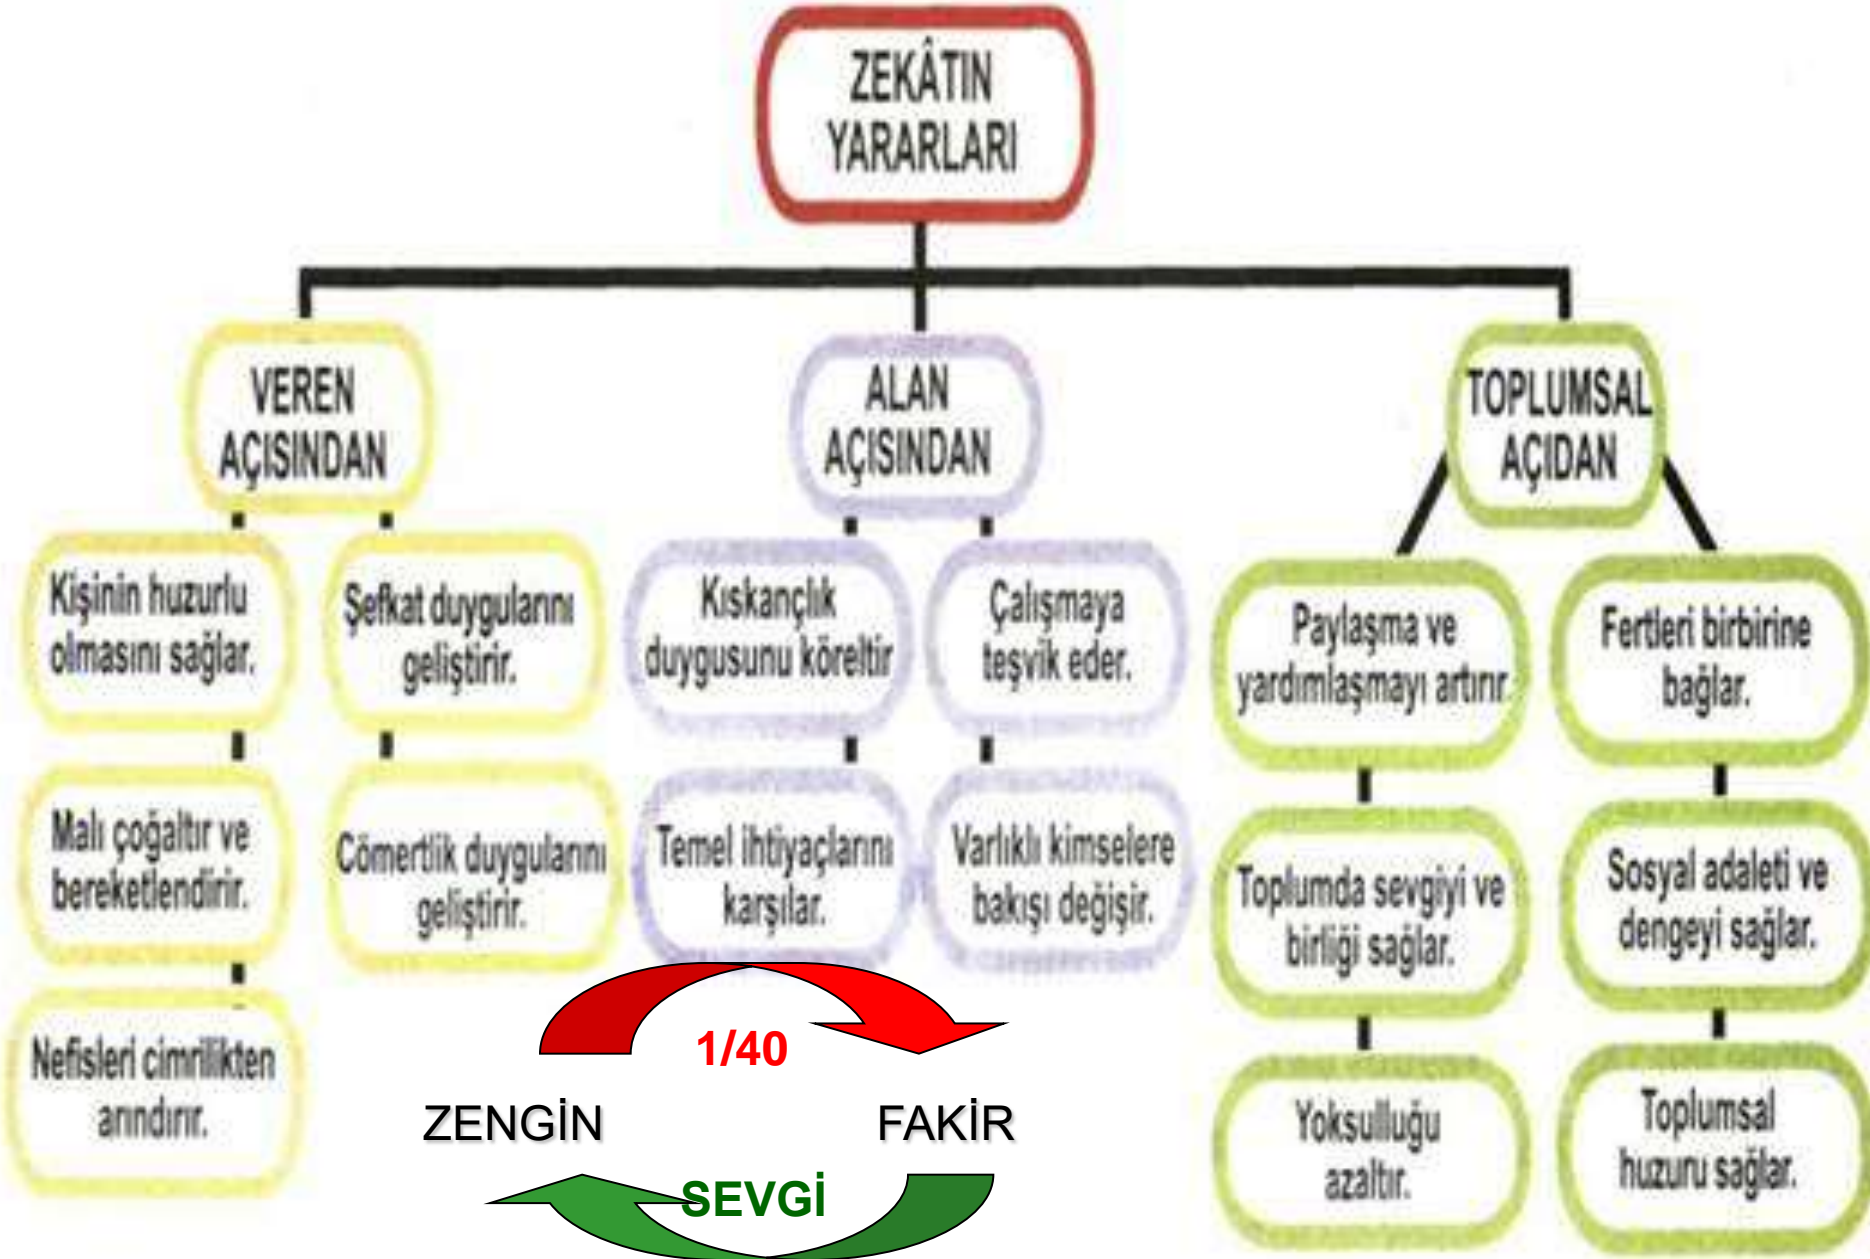 ZEKÂTIN
YARARLARI
VEREN
AÇISINDAN
Kişinin huzurlu
olmasını sağlar.
Malı çoğaltır ve
bereketlendirir.
Nefisleri cimrilikten
arındırır.
Şefkat duygularını
geliştirir.
Cömertlik duygularını
geliştirir.
ALAN
AÇISINDAN
Kıskançlık
duygusunu köreltir
Temel ihtiyaçlarını
karşılar.
Çalışmaya
teşvik eder.
Varlıklı kimselere
bakışı değişir.
TOPLUMSAL
AÇIDAN
Paylaşma ve
yardımlaşmayı artırır
Toplumda sevgiyi ve
birliği sağlar.
Yoksulluğu
azaltır.
Fertleri birbirine
bağlar.
Sosyal adaleti ve
dengeyi sağlar.
Toplumsal
huzuru sağlar.
1/40
ZENGİN
FAKİR
SEVGİ